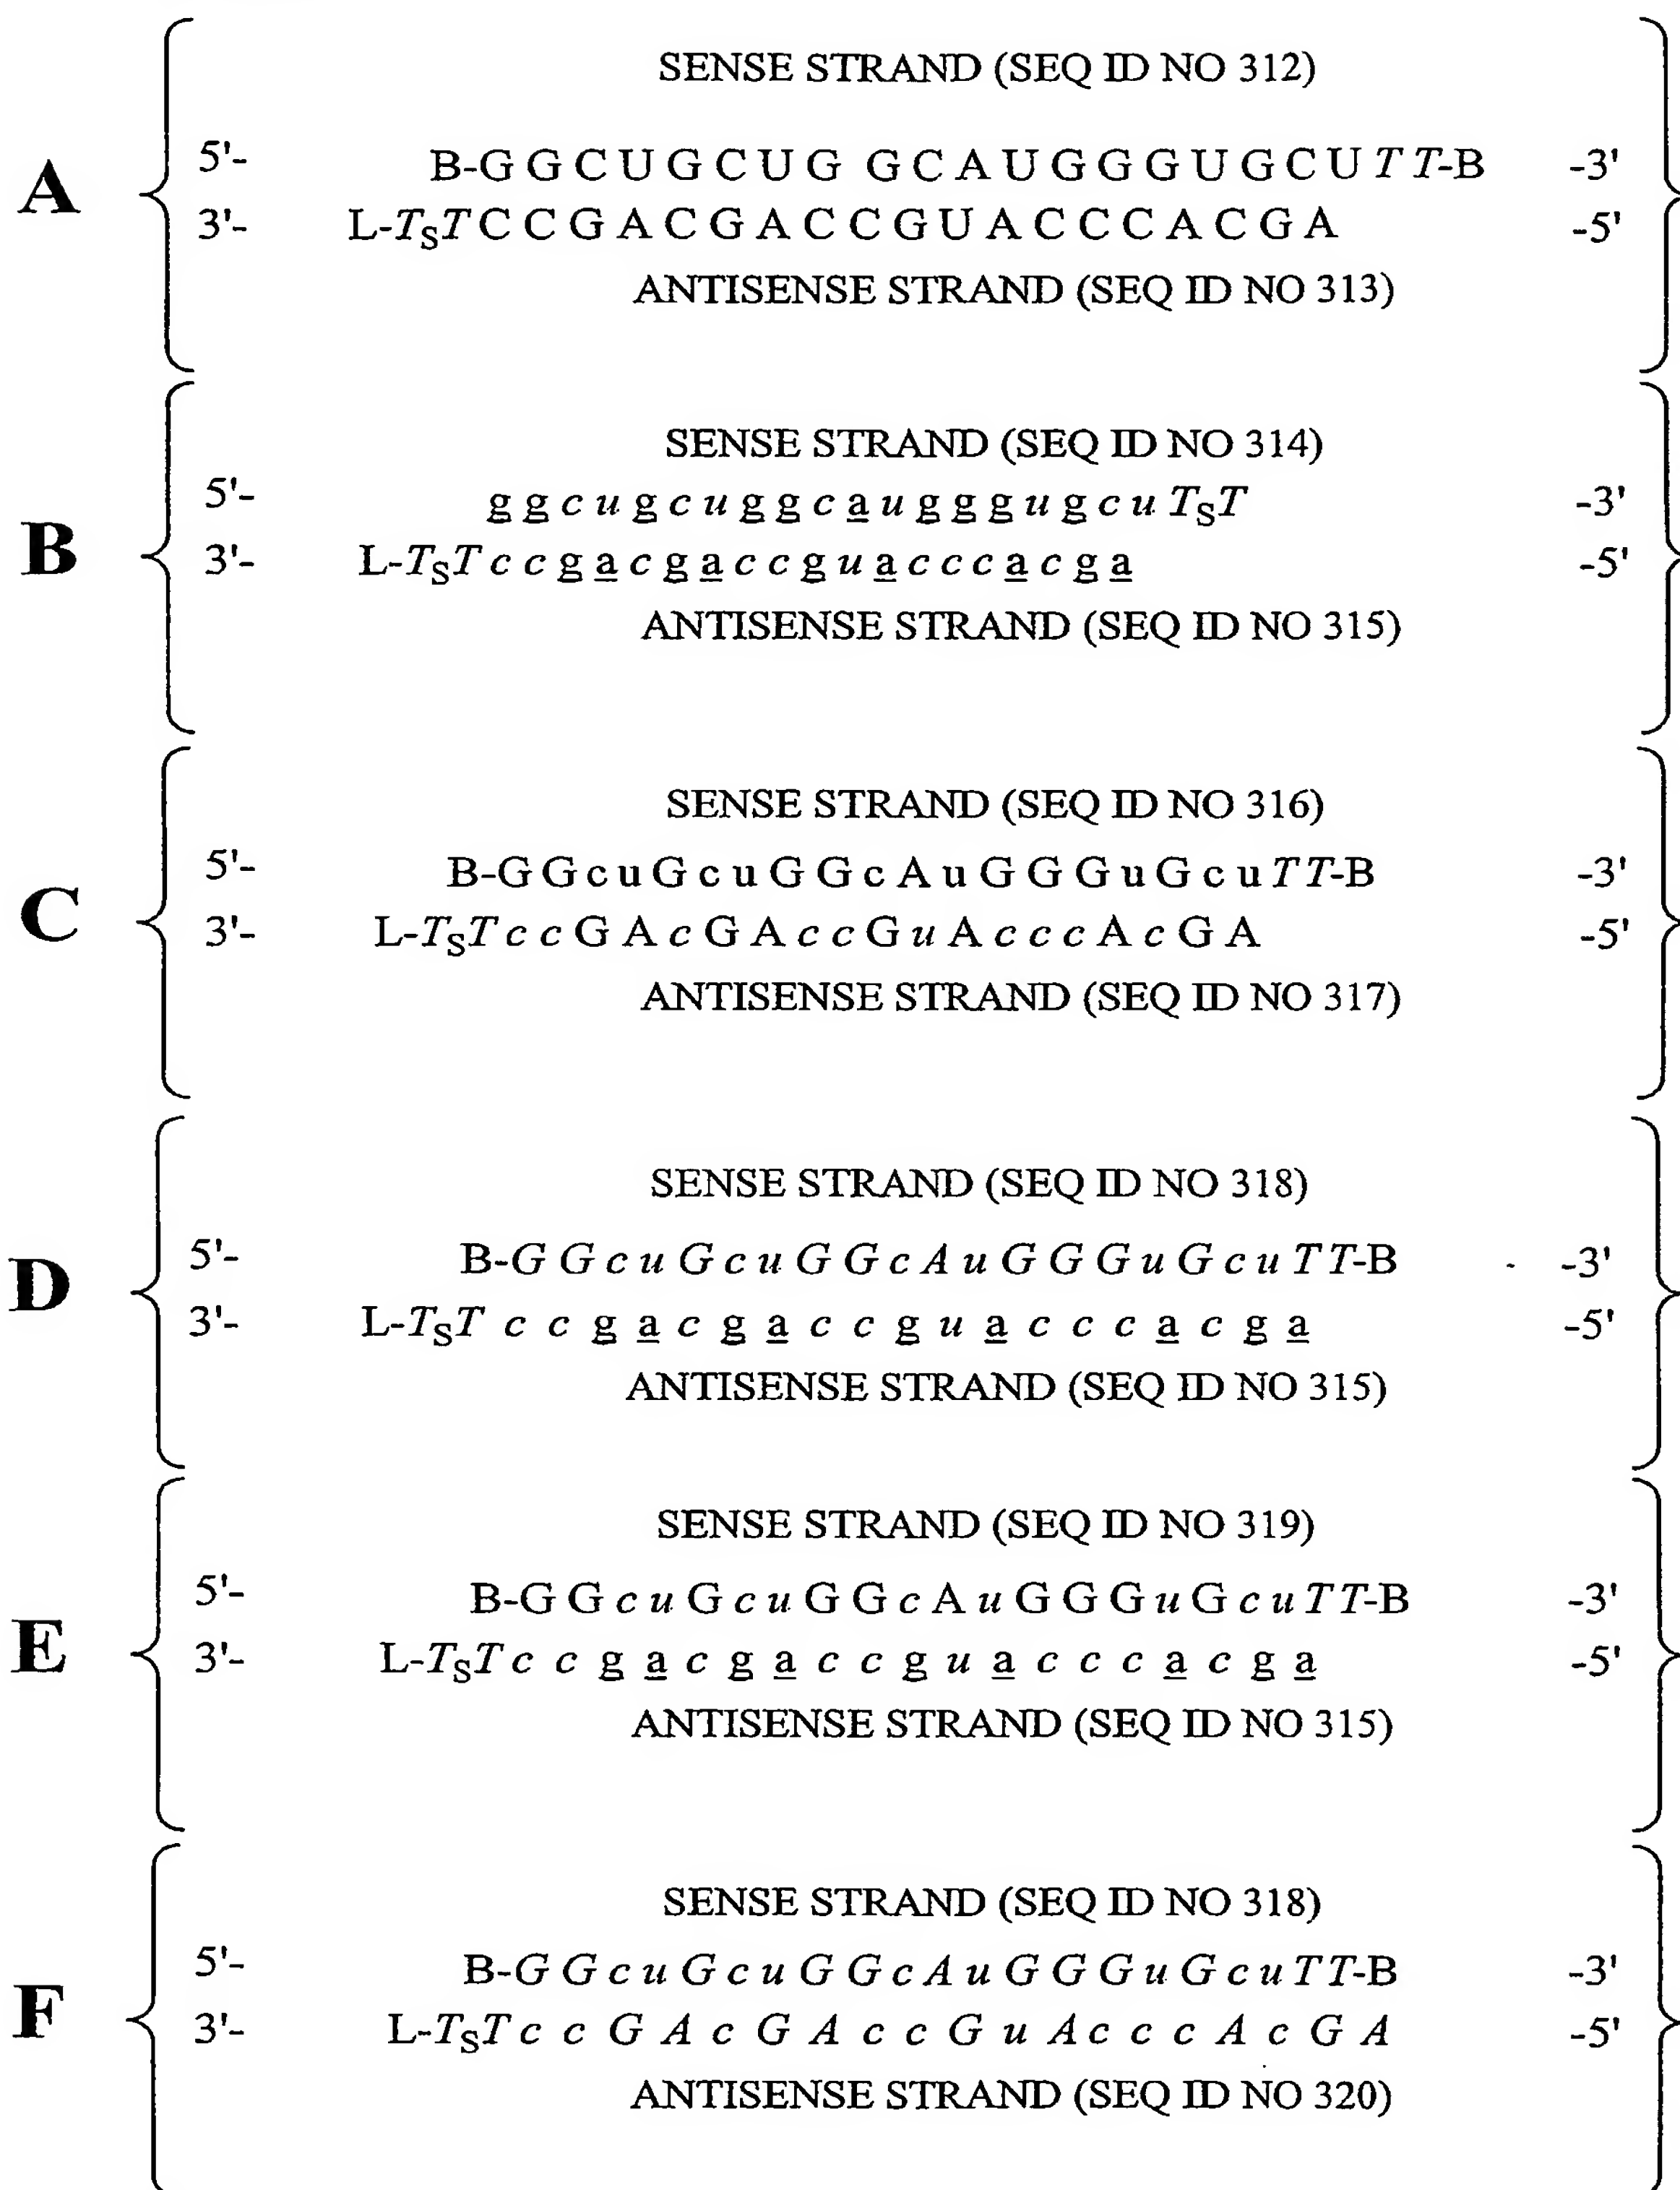 SENSE STRAND (SEQ ID NO 312)
A
5'- B-G G C U G C U G G C A U G G G U G C U T T-B -3'
3'- L-TST C C G A C G A C C G U A C C C A C G A -5'
ANTISENSE STRAND (SEQ ID NO 313)
SENSE STRAND (SEQ ID NO 314)
B
5'- g g c u g c u g g c a u g g g u g c u TST -3'
3'- L-TST c c g a c g a c c g u a c c c a c g a -5'
ANTISENSE STRAND (SEQ ID NO 315)
SENSE STRAND (SEQ ID NO 316)
C
5'- B-G G c u G c u G G c A u G G G u G c u T T-B -3'
3'- L-TST c c G A c G A c c G u A c c c A c G A -5'
ANTISENSE STRAND (SEQ ID NO 317)
SENSE STRAND (SEQ ID NO 318)
D
5'- B-G G c u G c u G G c A u G G G u G c u T T-B -3'
3'- L-TST c c g a c g a c c g u a c c c a c g a -5'
ANTISENSE STRAND (SEQ ID NO 315)
SENSE STRAND (SEQ ID NO 319)
E
5'- B-G G c u G c u G G c A u G G G u G c u T T-B -3'
3'- L-TST c c g a c g a c c g u a c c c a c g a -5'
ANTISENSE STRAND (SEQ ID NO 315)
SENSE STRAND (SEQ ID NO 318)
F
5'- B-G G c u G c u G G c A u G G G u G c u T T-B -3'
3'- L-TST c c G A c G A c c G u A c c c A c G A -5'
ANTISENSE STRAND (SEQ ID NO 320)